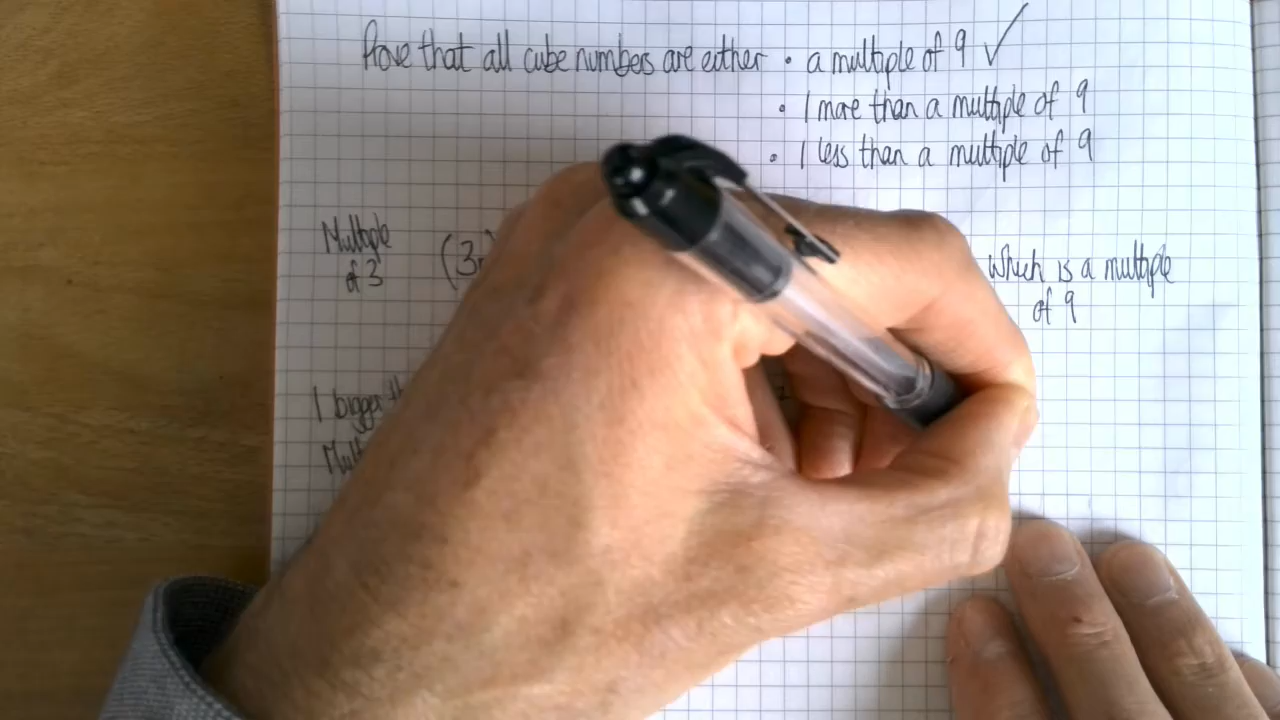 Prove that all cube numbers are either • a multiple of 9 ✓
• 1 more than a multiple of 9
• 1 less than a multiple of 9
Multiple
of 3
(3n
which is a multiple
of 9
1 bigger